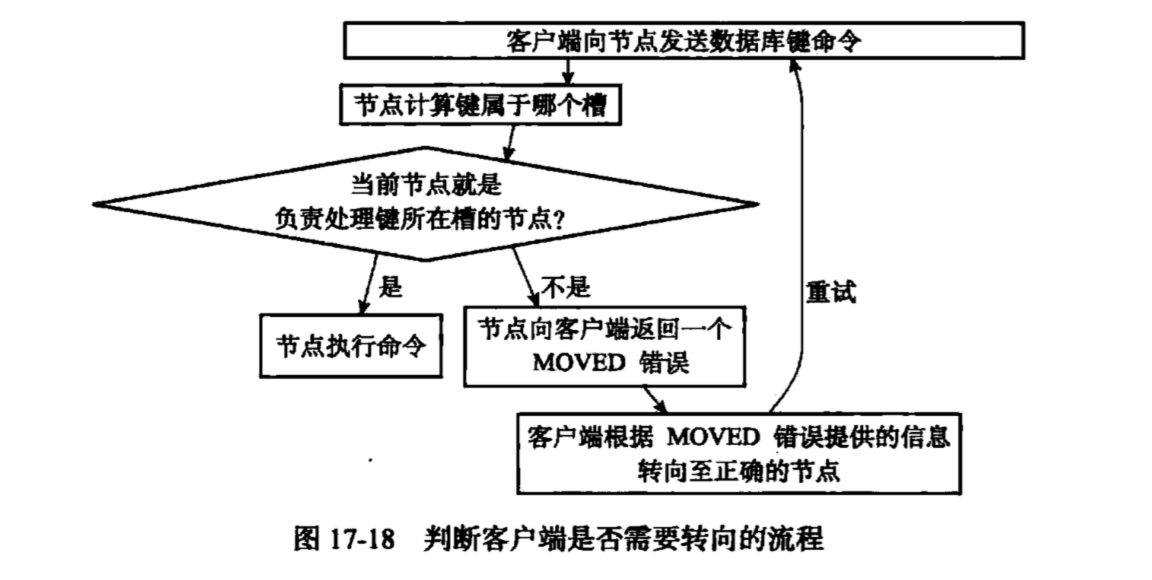 客户端向节点发送数据库键命令
节点计算键属于哪个槽
当前节点就是
负责处理键所在槽的节点?
是
不是
重试
节点执行命令
节点向客户端返回一个
MOVED 错误
客户端根据 MOVED 错误提供的信息
转向至正确的节点
图 17-18 判断客户端是否需要转向的流程